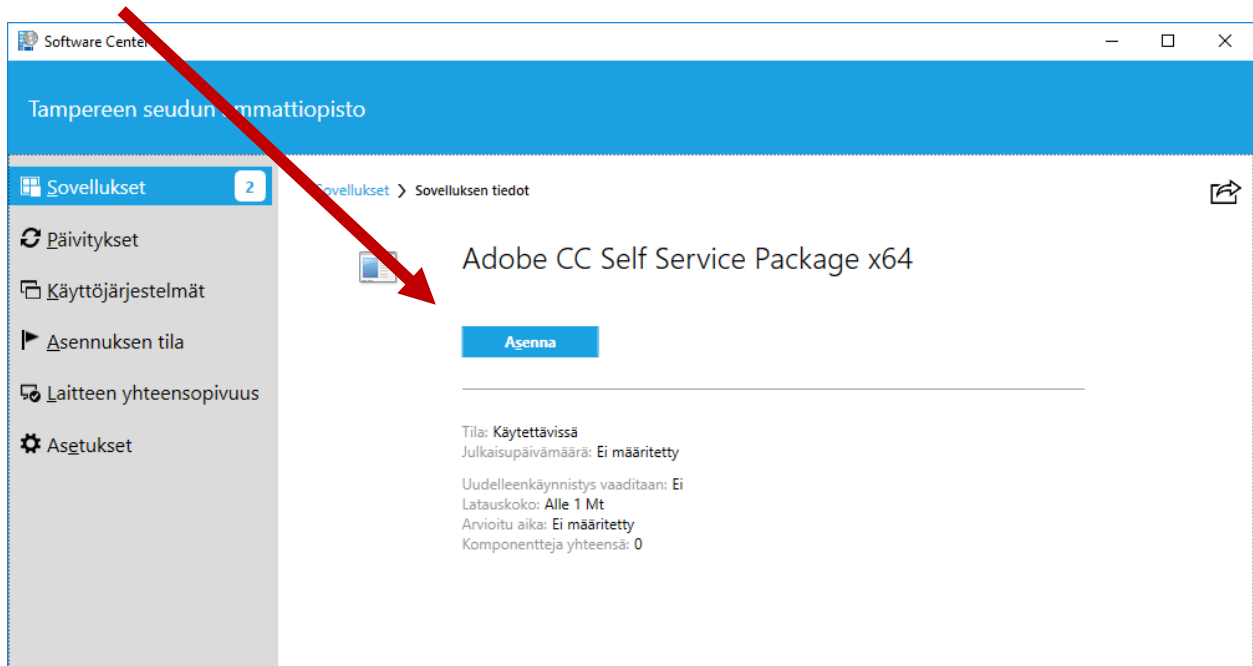 Software Center
Tampereen seudun ammattiopisto
Sovellukset 2
Päivitykset
Käyttöjärjestelmät
Asennuksen tila
Laitteen yhteensopivuus
Asetukset
Sovellukset > Sovelluksen tiedot
Adobe CC Self Service Package x64
Asenna
Tila: Käytettävissä
Julkaisupäivämäärä: Ei määritetty
Uudelleenkäynnistys vaaditaan: Ei
Latauskoko: Alle 1 Mt
Arvioitu aika: Ei määritetty
Komponentteja yhteensä: 0